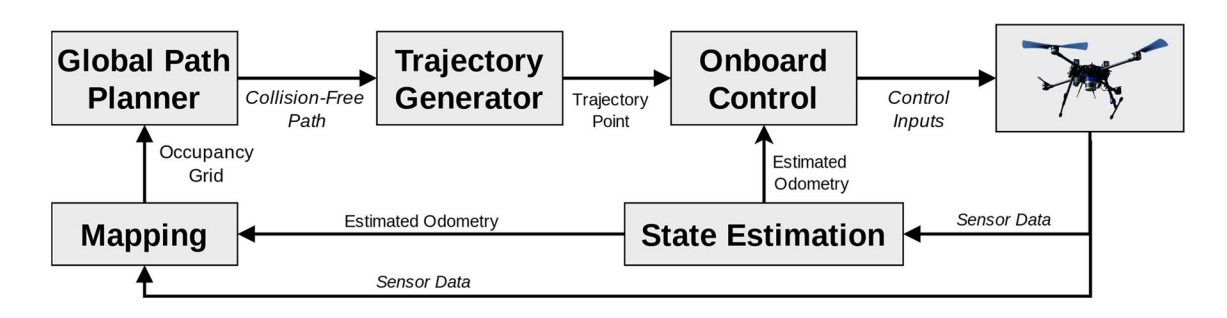 Global Path
Planner
Collision-Free
Path
Trajectory
Generator
Trajectory
Point
Onboard
Control
Control
Inputs
Occupancy
Grid
Estimated
Odometry
Mapping
Estimated Odometry
State Estimation
Sensor Data
Sensor Data